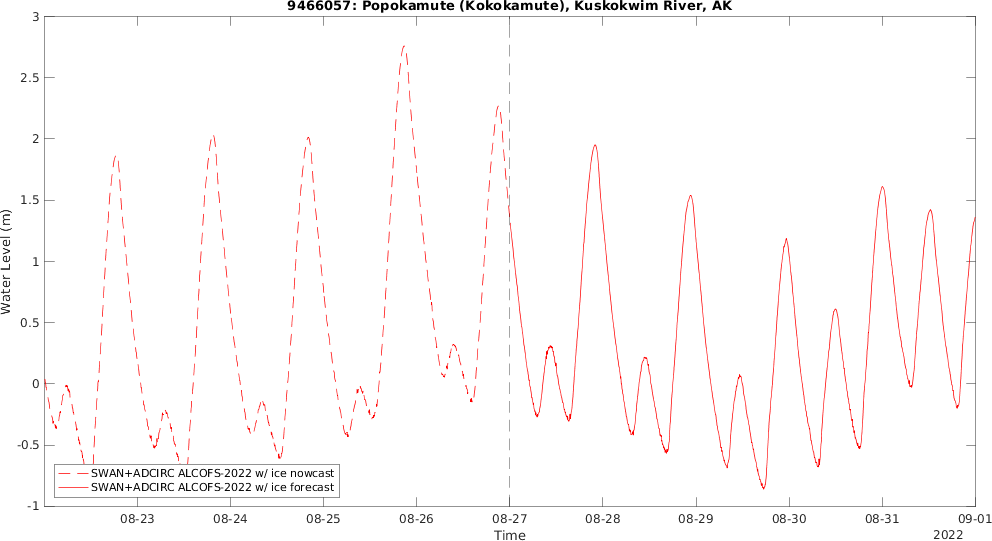 9466057: Popokamute (Kokokamute), Kuskokwim River, AK
3
2.5
2
1.5
1
0.5
0
-0.5
-1
Water Level (m)
SWAN+ADCIRC ALCOFS-2022 w/ ice nowcast
SWAN+ADCIRC ALCOFS-2022 w/ ice forecast
08-23 08-24 08-25 08-26 08-27 08-28 08-29 08-30 08-31 09-01
Time
2022